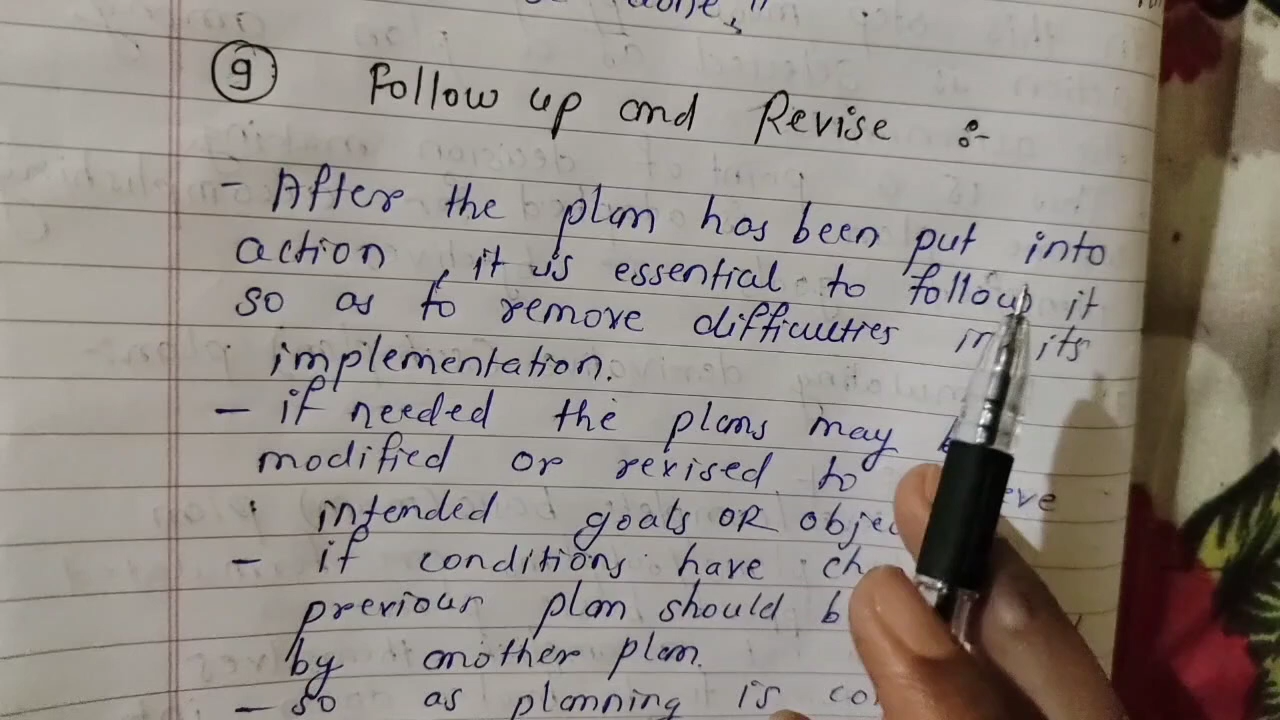 done,"
9 Follow up and Revise :-
- After the plan has been put into
action, it is essential to follow it
so as to remove difficulties in its
implementation.
- if needed the plans may
modified or revised to
intended goals OR
- if conditions have
previous plan should
by another plan.
- so as planning is